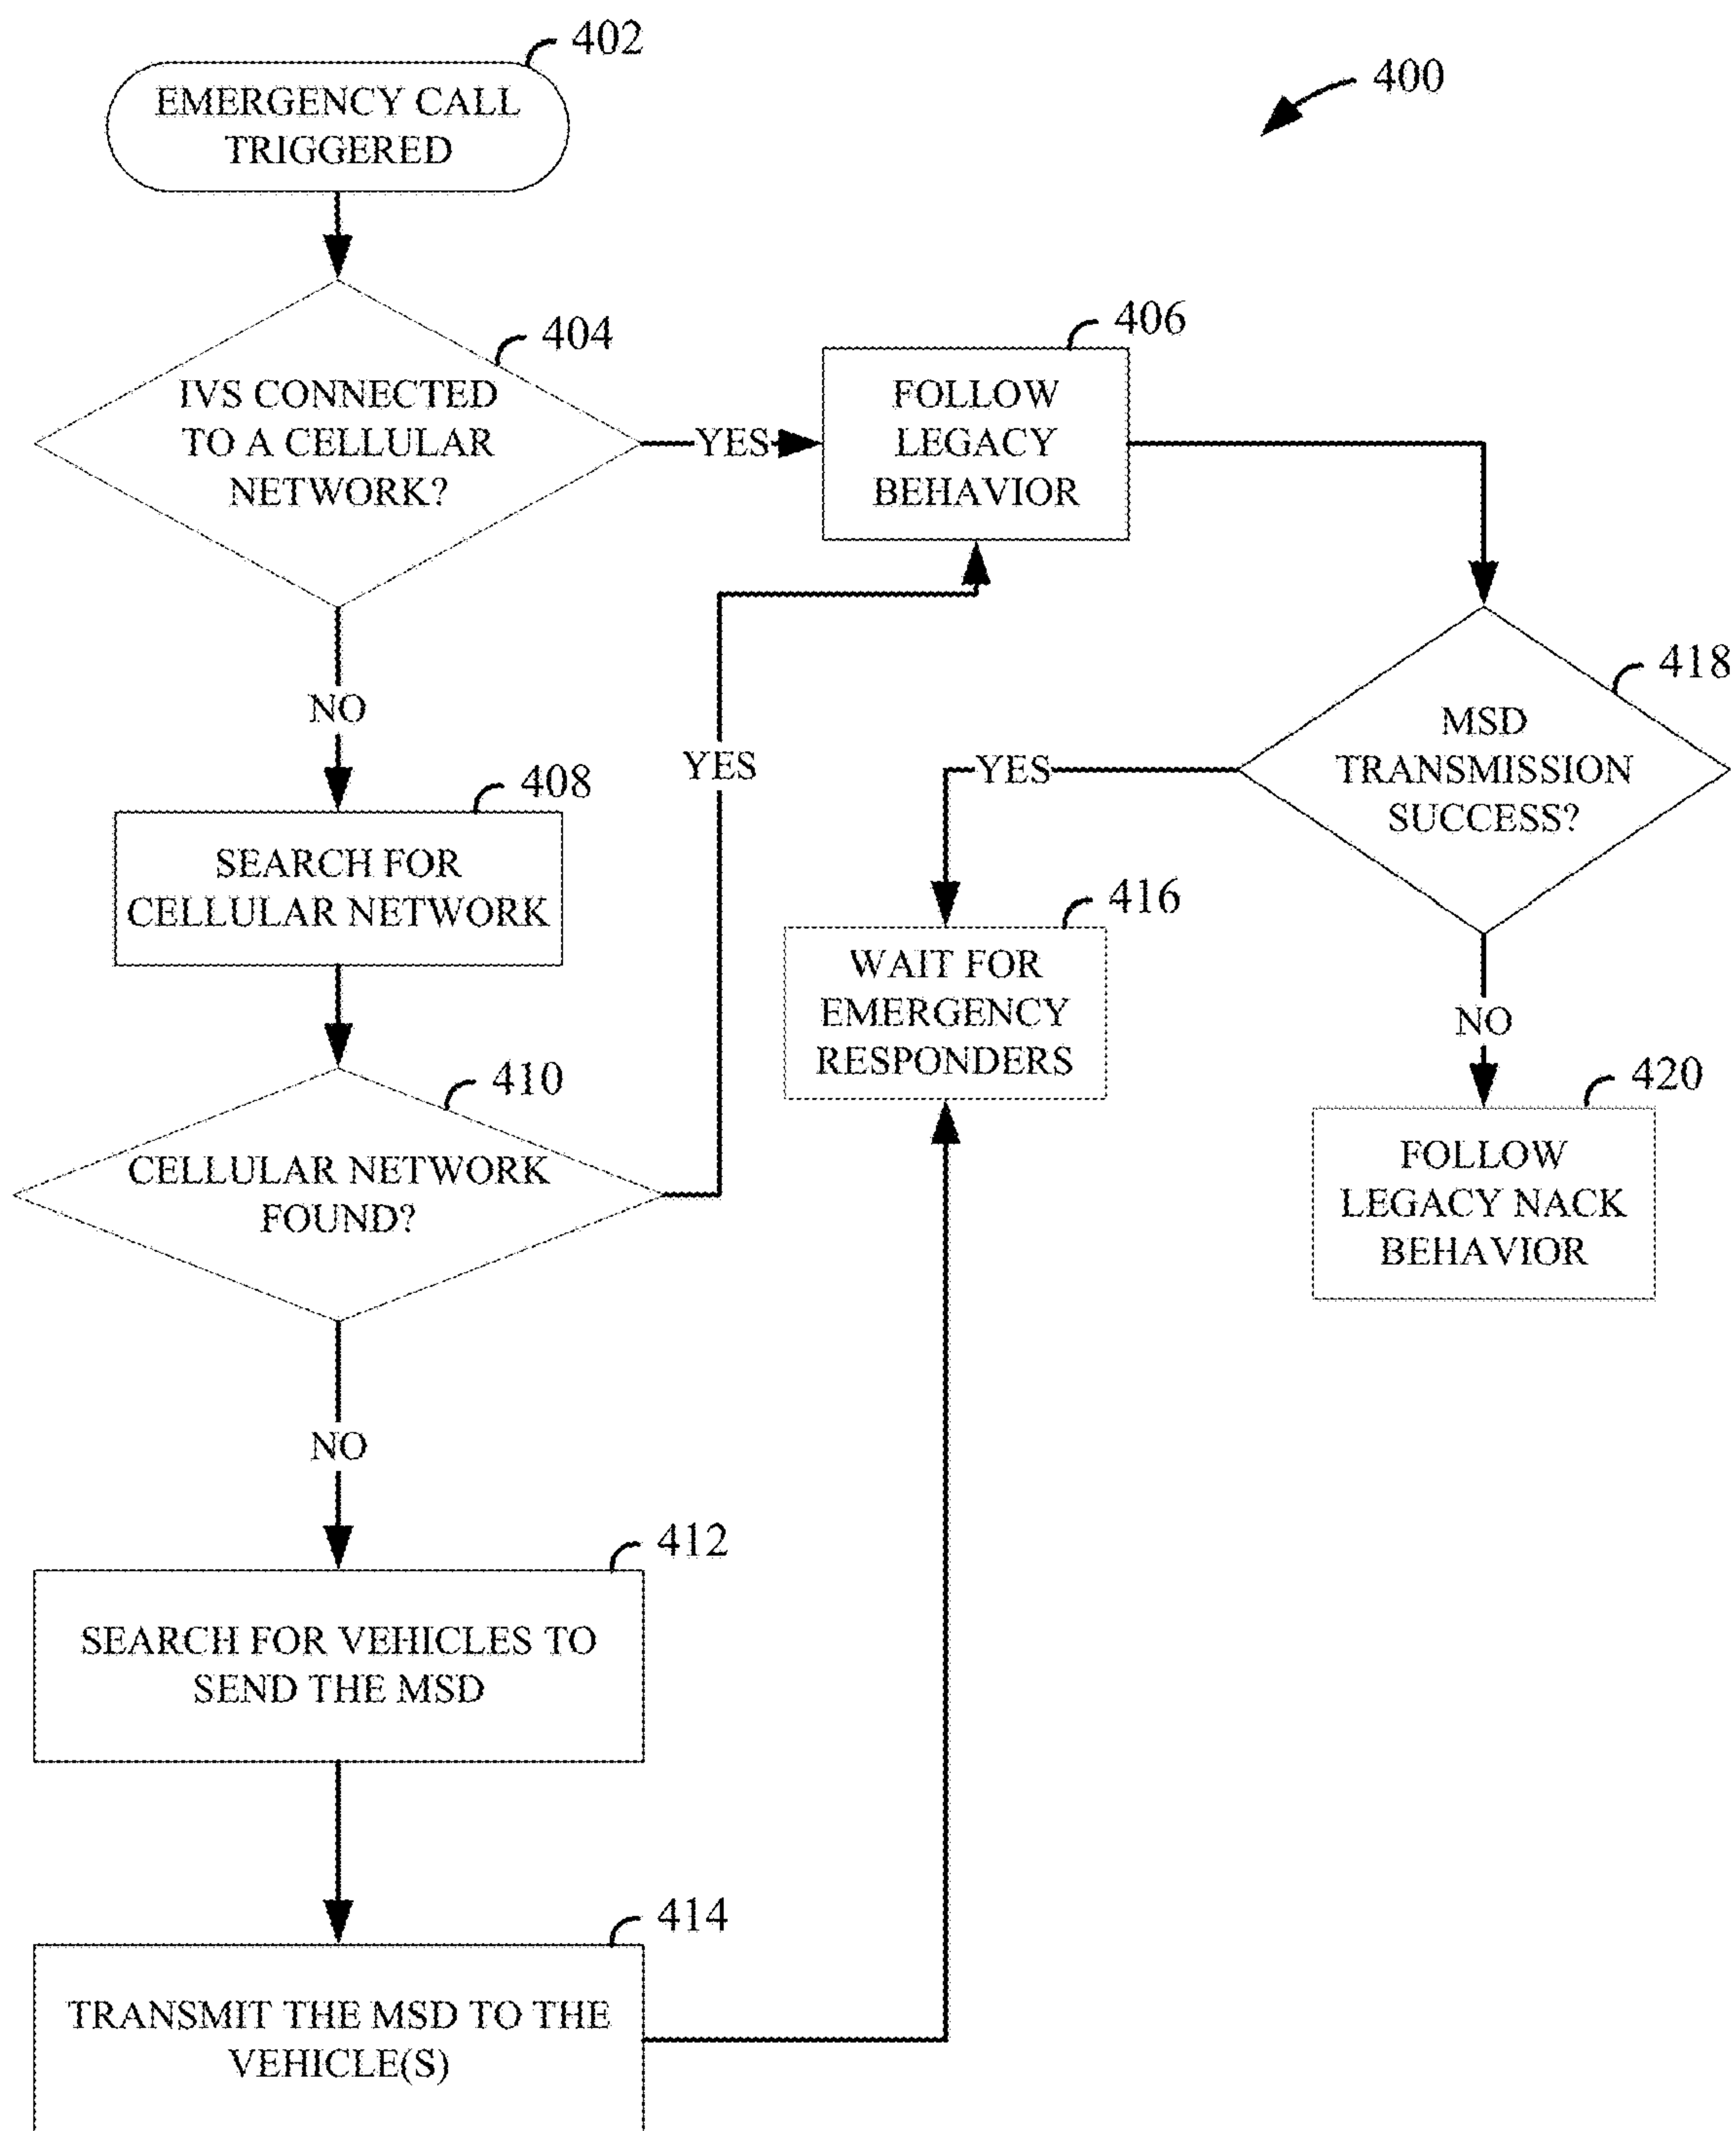 402
EMERGENCY CALL
TRIGGERED
400
404
IVS CONNECTED
TO A CELLULAR
NETWORK?
YES
406
FOLLOW
LEGACY
BEHAVIOR
NO
YES
418
MSD
TRANSMISSION
SUCCESS?
YES
408
SEARCH FOR
CELLULAR NETWORK
416
WAIT FOR
EMERGENCY
RESPONDERS
NO
410
CELLULAR NETWORK
FOUND?
420
FOLLOW
LEGACY NACK
BEHAVIOR
NO
412
SEARCH FOR VEHICLES TO
SEND THE MSD
414
TRANSMIT THE MSD TO THE
VEHICLE(S)